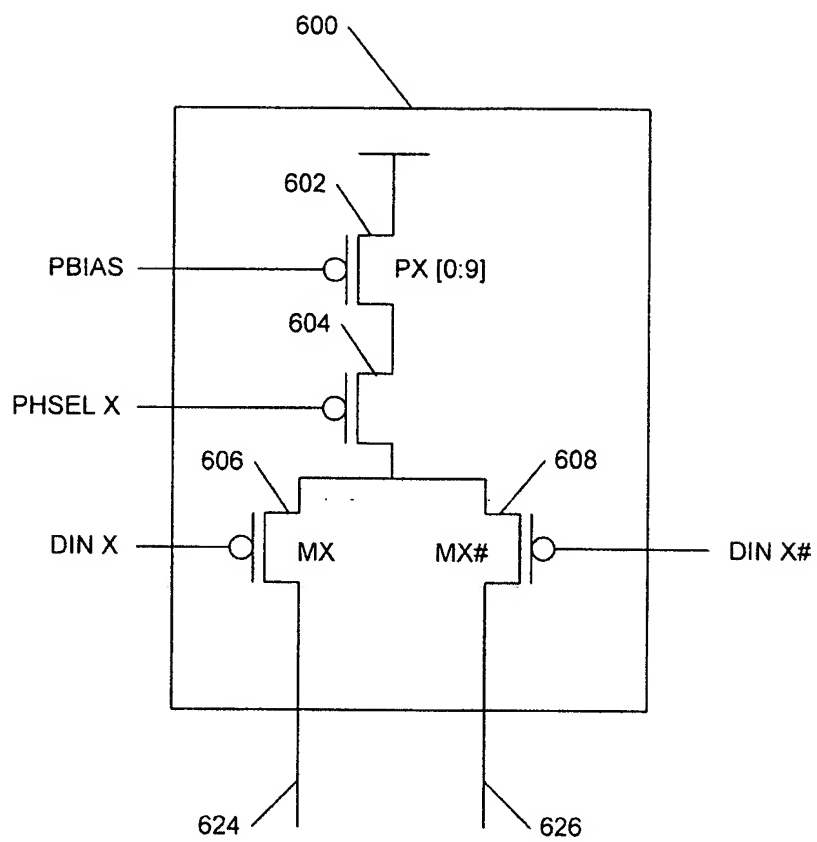 600
602
PBIAS
PX [0:9]
604
PHSEL X
606
608
DIN X
MX
MX#
DIN X#
624
626